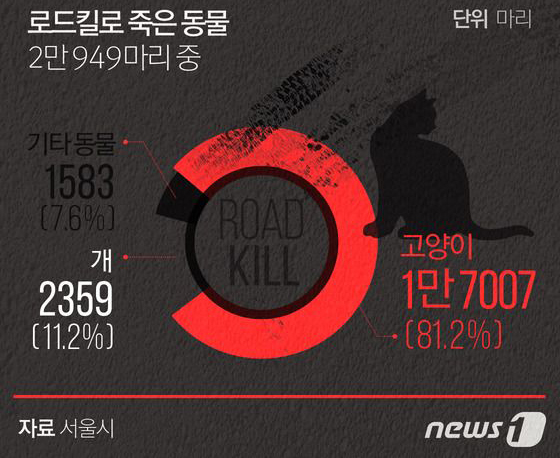 로드킬로 죽은 동물
2만 949마리 중
단위 마리
기타 동물
1583
(7.6%)
개
2359
(11.2%)
ROAD
KILL
고양이
1만 7007
(81.2%)
자료 서울시
news1